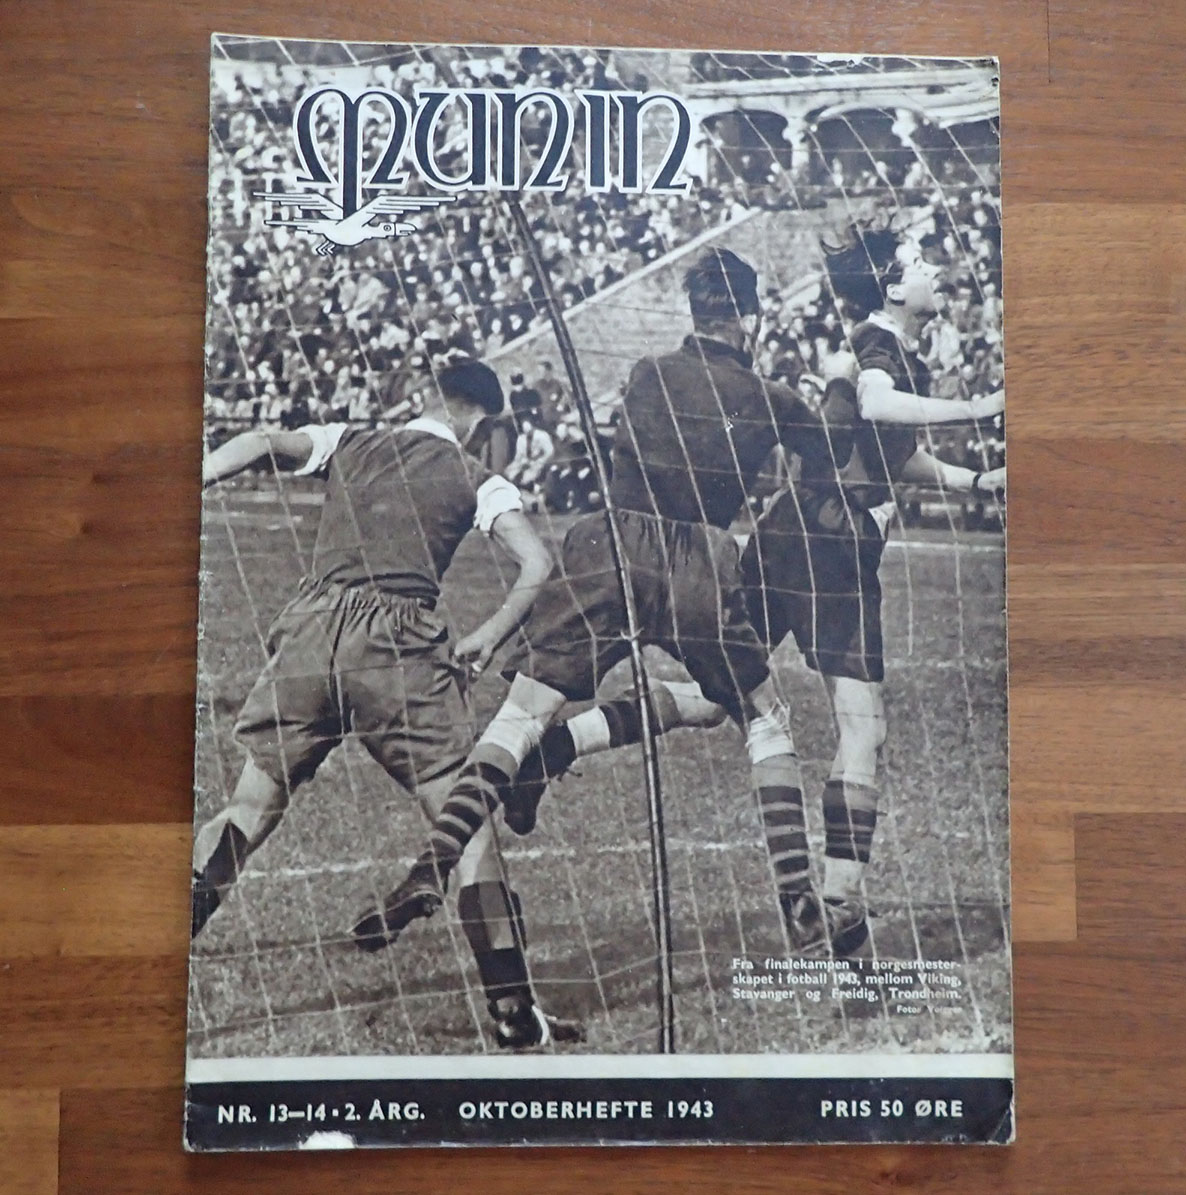 MUNIN
Fra finalekampen i norgesmester-
skapet i fotball 1943, mellom Viking,
Stavanger og Freidig, Trondheim.
Foto:
NR. 13–14 • 2. ÅRG. OKTOBERHEFTE 1943 PRIS 50 ØRE